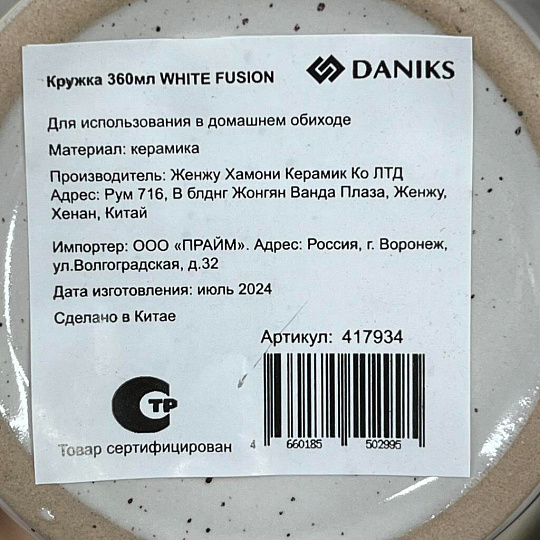 Кружка 360мл WHITE FUSION
DANIKS
Для использования в домашнем обиходе
Материал: керамика
Производитель: Женжу Хамони Керамик Ко ЛТД
Адрес: Рум 716, В блднг Жонгян Ванда Плаза, Женжу,
Хенан, Китай
Импортер: ООО «ПРАЙМ». Адрес: Россия, г. Воронеж,
ул.Волгоградская, д.32
Дата изготовления: июль 2024
Сделано в Китае
Артикул: 417934
СТР
Товар сертифицирован
4 660185 502995